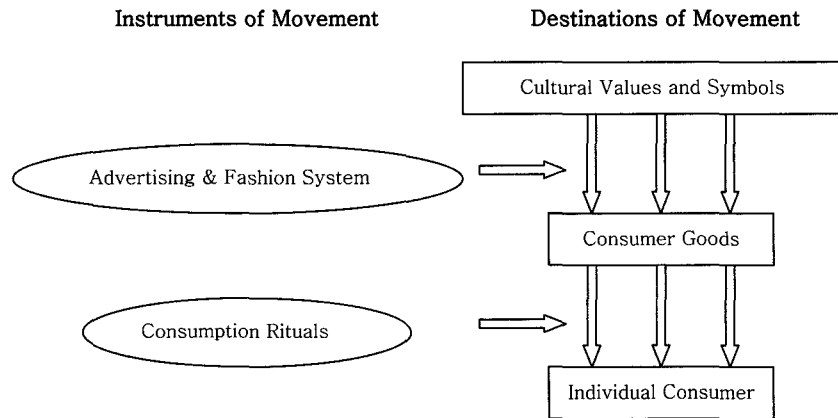 Instruments of Movement
Destinations of Movement
Cultural Values and Symbols
Advertising & Fashion System
Consumer Goods
Consumption Rituals
Individual Consumer